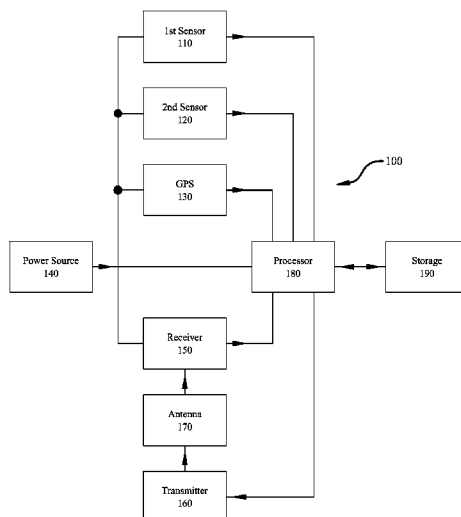 1st Sensor
110
2nd Sensor
120
100
GPS
130
Power Source
140
Processor
180
Storage
190
Receiver
150
Antenna
170
Transmitter
160